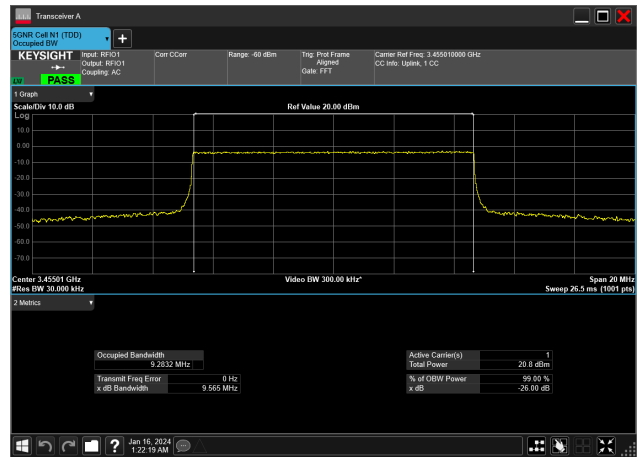 Transceiver A
5GNR Cell N1 (TDD)
Occupied BW
KEYSIGHT
LW
PASS
Input: RFIO1
Output: RFIO1
Coupling: AC
Corr CCorr
Range: -60 dBm
Trig: Prot Frame
Aligned
Gate: FFT
Carrier Ref Freq: 3.455010000 GHz
CC Info: Uplink, 1 CC
1 Graph
Scale/Div 10.0 dB
Ref Value 20.00 dBm
Log
10.0
0.00
-10.0
-20.0
-30.0
-40.0
-50.0
-60.0
-70.0
Center 3.45501 GHz
Video BW 300.00 kHz*
Span 20 MHz
#Res BW 30.000 kHz
Sweep 26.5 ms (1001 pts)
2 Metrics
Occupied Bandwidth
9.2832 MHz
Transmit Freq Error 0 Hz
x dB Bandwidth 9.565 MHz
Active Carrier(s) 1
Total Power 20.8 dBm
% of OBW Power 99.00 %
x dB -26.00 dB
Jan 16, 2024
1:22:19 AM